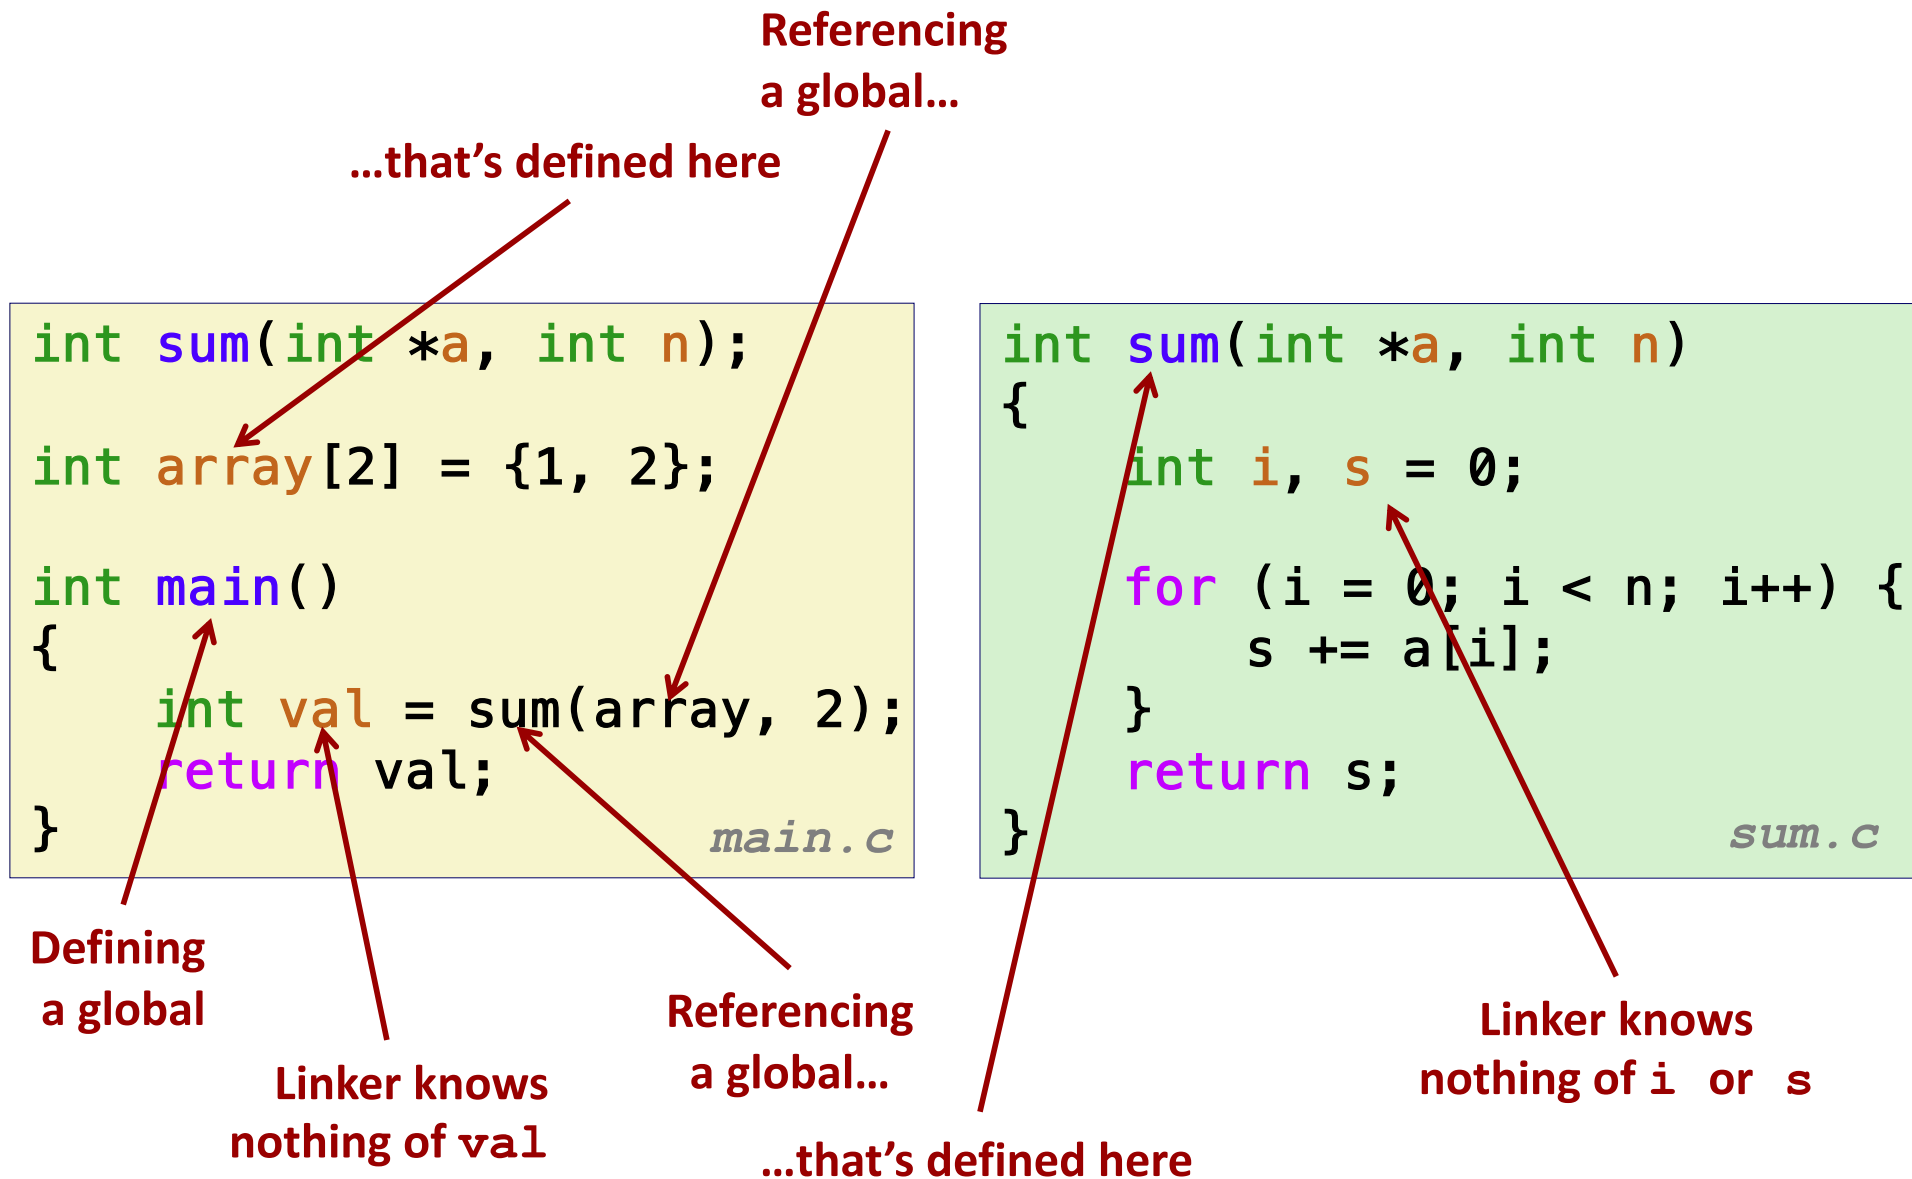 Referencing
a global…
…that’s defined here
int sum(int *a, int n);
int array[2] = {1, 2};
int main()
{
    int val = sum(array, 2);
    return val;
}
main.c
int sum(int *a, int n)
{
    int i, s = 0;
    for (i = 0; i < n; i++) {
        s += a[i];
    }
    return s;
}
sum.c
Defining
a global
Linker knows
nothing of val
Referencing
a global…
…that’s defined here
Linker knows
nothing of i or s